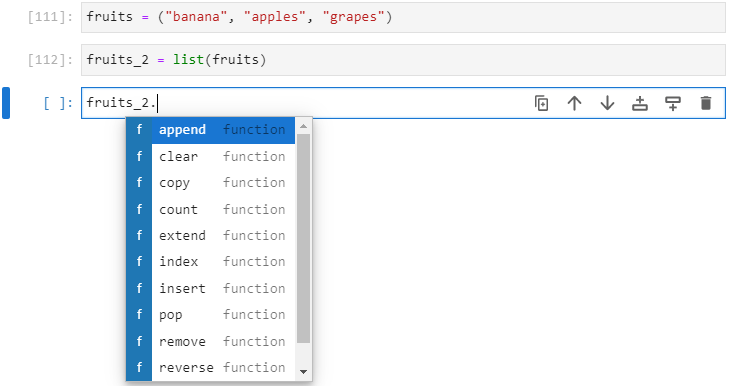 [111]: fruits = ("banana", "apples", "grapes")
[112]: fruits_2 = list(fruits)
[ ]: fruits_2.
f append function
f clear function
f copy function
f count function
f extend function
f index function
f insert function
f pop function
f remove function
f reverse function